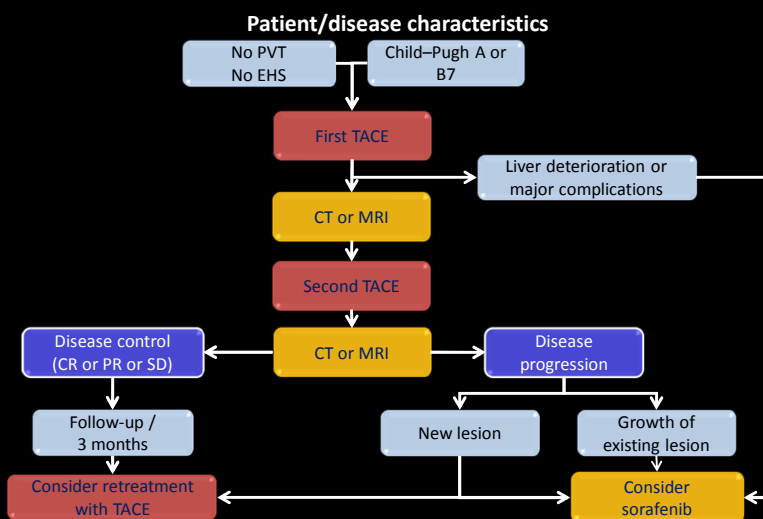 Patient/disease characteristics
No PVT
No EHS
Child–Pugh A or
B7
First TACE
Liver deterioration or
major complications
CT or MRI
Second TACE
Disease control
(CR or PR or SD)
CT or MRI
Disease
progression
Follow-up /
3 months
New lesion
Growth of
existing lesion
Consider retreatment
with TACE
Consider
sorafenib